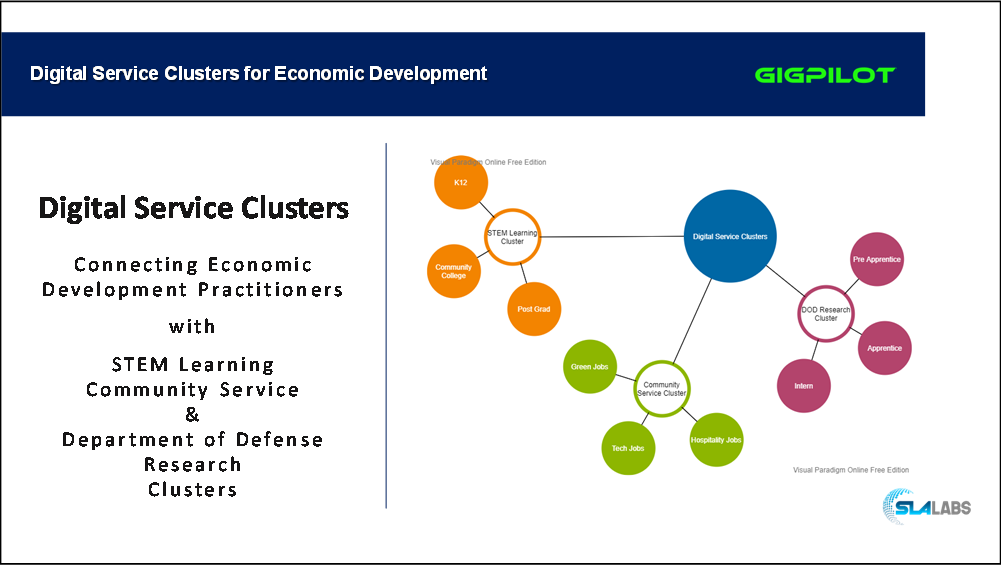 Digital Service Clusters for Economic Development
GIGPILOT
Digital Service Clusters
Connecting Economic
Development Practitioners
with
STEM Learning
Community Service
&
Department of Defense
Research
Clusters
Visual Paradigm Online Free Edition
K12
STEM Learning
Cluster
Community
College
Post Grad
Digital Service Clusters
Pre Apprentice
DOD Research
Cluster
Apprentice
Intern
Green Jobs
Community
Service Cluster
Tech Jobs
Hospitality Jobs
Visual Paradigm Online Free Edition
SLALABS